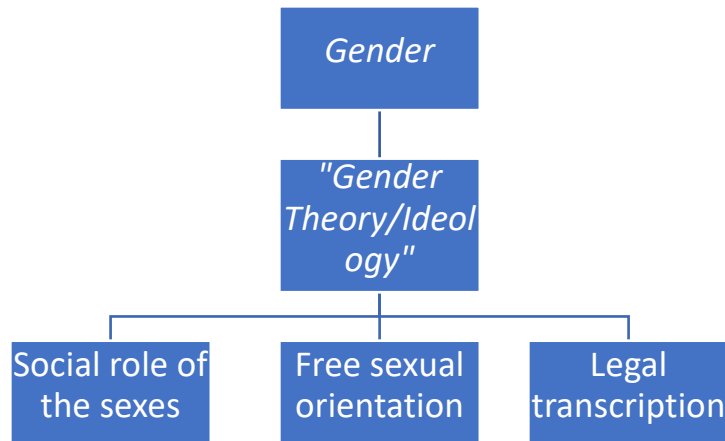 Gender
"Gender
Theory/Ideol
ogy"
Social role of
the sexes
Free sexual
orientation
Legal
transcription